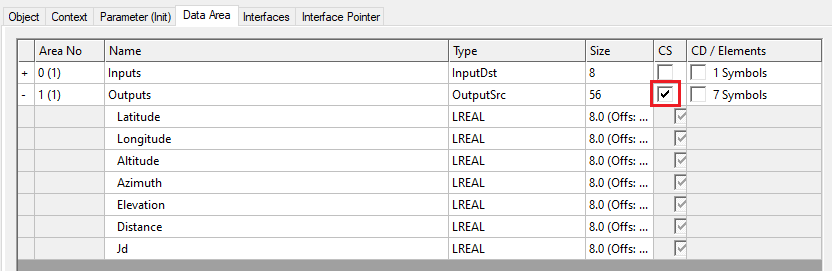 Object Context Parameter (Init) Data Area Interfaces Interface Pointer
Area No Name Type Size CS CD / Elements
+ 0 (1) Inputs InputDst 8 1 Symbols
- 1 (1) Outputs OutputSrc 56 7 Symbols
Latitude LREAL 8.0 (Offs: ...
Longitude LREAL 8.0 (Offs: ...
Altitude LREAL 8.0 (Offs: ...
Azimuth LREAL 8.0 (Offs: ...
Elevation LREAL 8.0 (Offs: ...
Distance LREAL 8.0 (Offs: ...
Jd LREAL 8.0 (Offs: ...